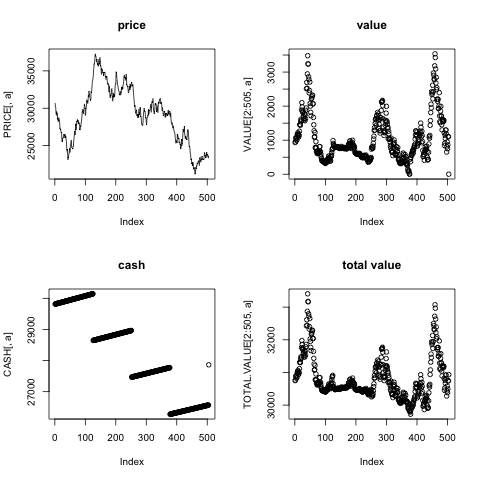 price
PRICE[, a]
25000 30000 35000
0 100 200 300 400 500
Index
value
VALUE[2:505, a]
0 1000 2000 3000
0 100 200 300 400 500
Index
cash
CASH[, a]
27000 29000
0 100 200 300 400 500
Index
total value
TOTAL.VALUE[2:505, a]
30000 32000
0 100 200 300 400 500
Index